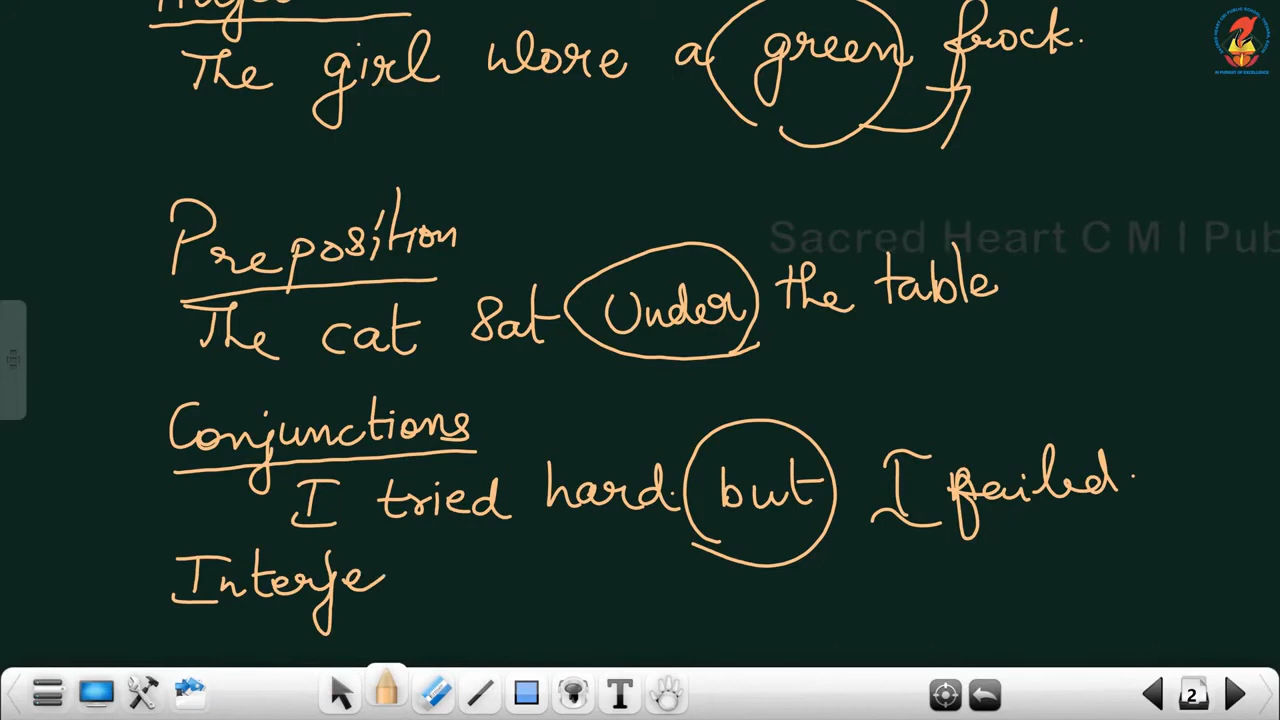 The girl wore a green frock.
Sacred Heart C M I Pub
Preposition
The cat sat Under the table
Conjunctions
I tried hard. but I failed.
Interje
2